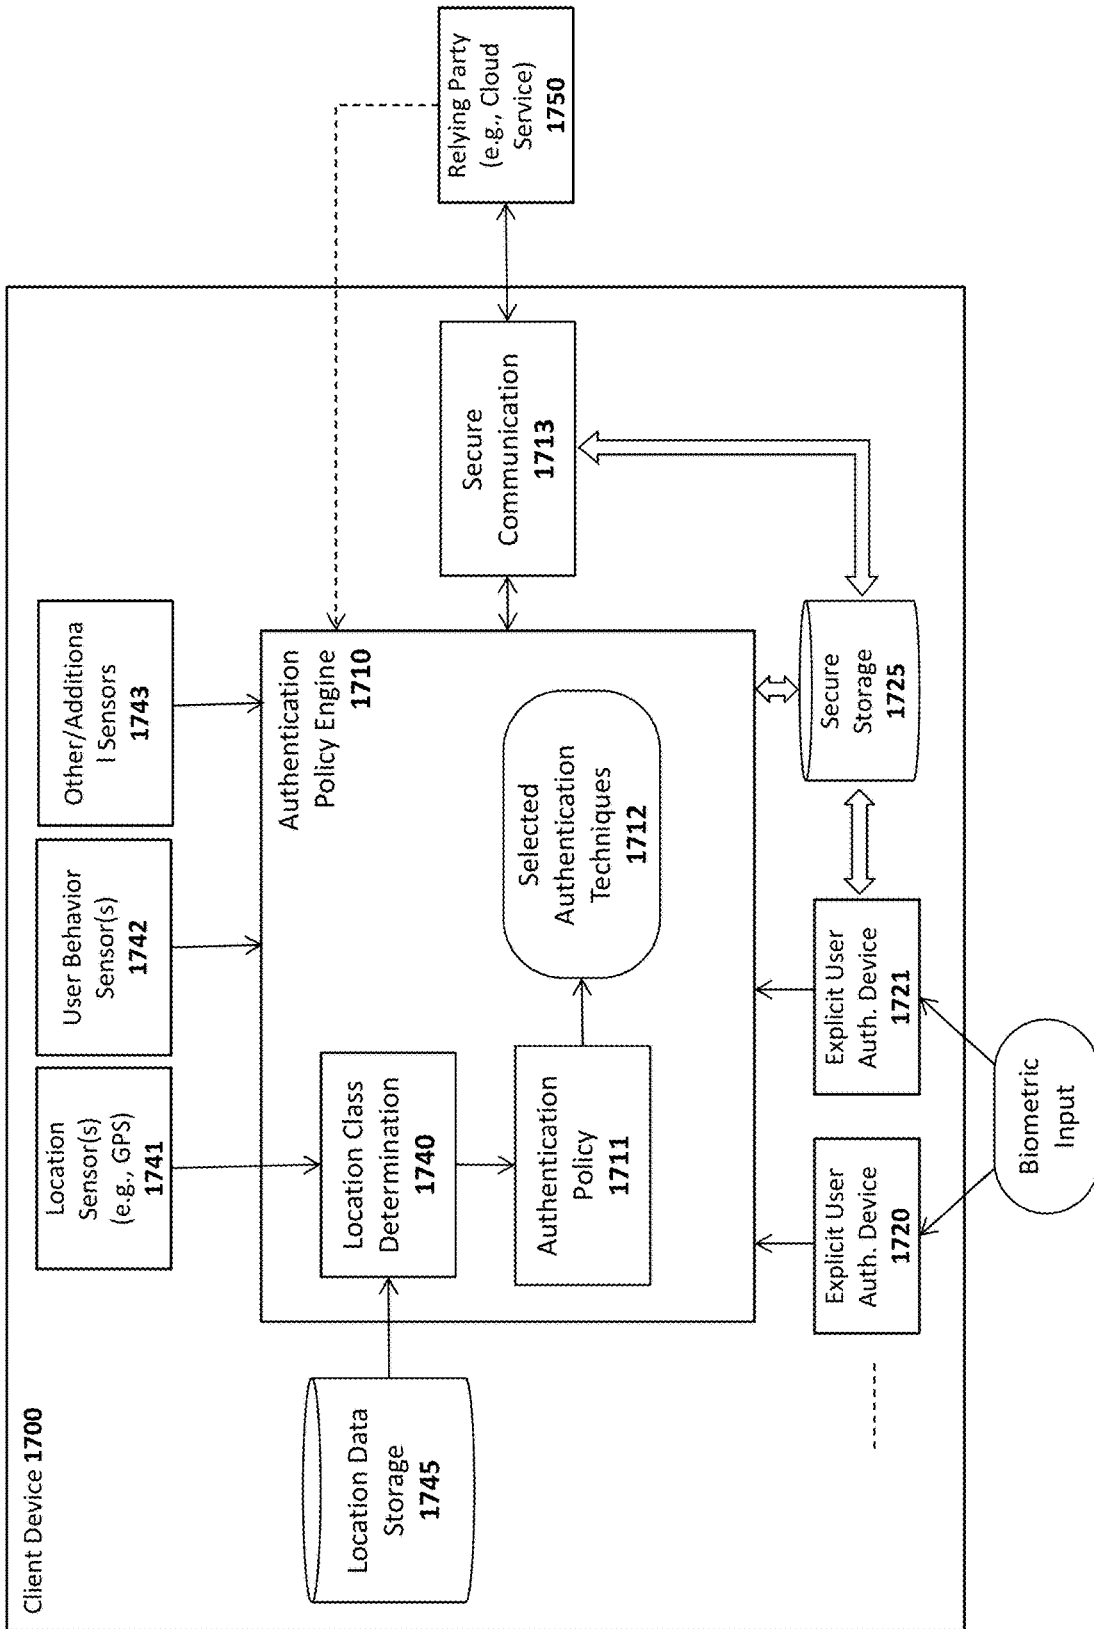 Client Device 1700
Location
Sensor(s)
(e.g., GPS)
1741
User Behavior
Sensor(s)
1742
Other/Additiona
l Sensors
1743
Location Data
Storage
1745
Authentication
Policy Engine
1710
Location Class
Determination
1740
Authentication
Policy
1711
Selected
Authentication
Techniques
1712
Secure
Communication
1713
Relying Party
(e.g., Cloud
Service)
1750
Explicit User
Auth. Device
1720
Explicit User
Auth. Device
1721
Secure
Storage
1725
Biometric
Input